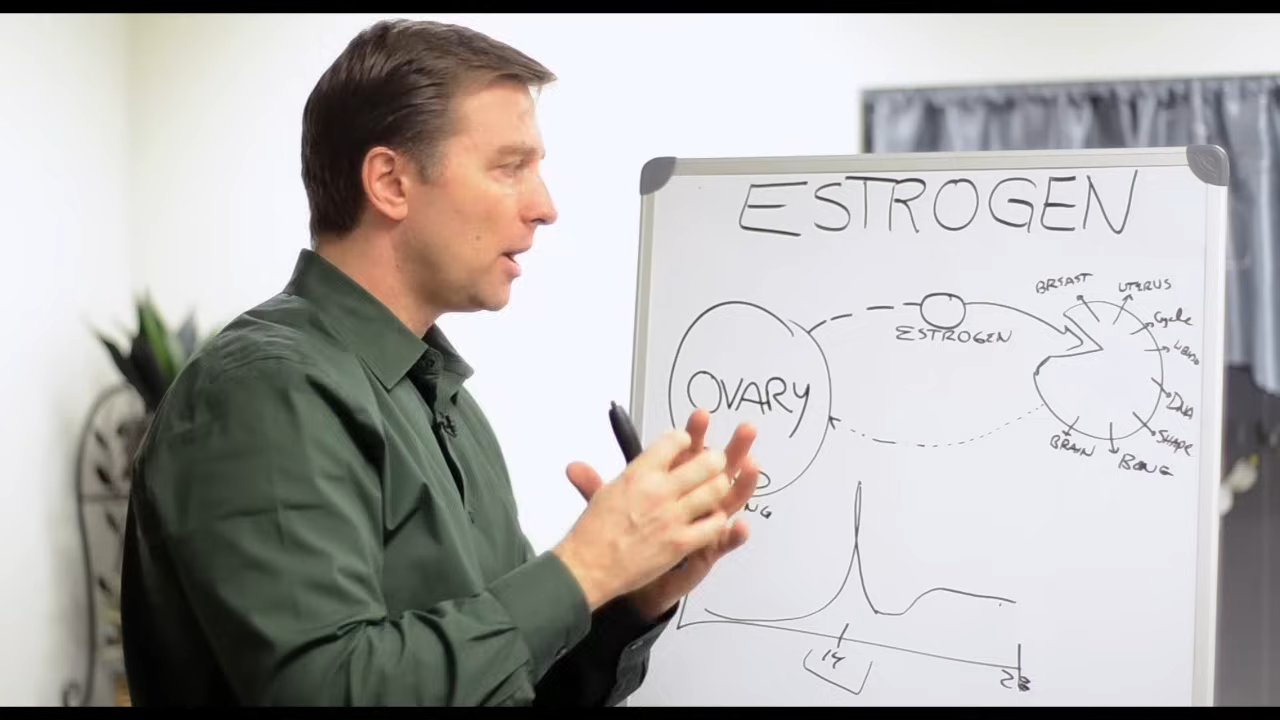 ESTROGEN
BREAST
UTERUS
Cycle
ESTROGEN
OVARY
DNA
SHAPE
BRAIN
BONE
14
28